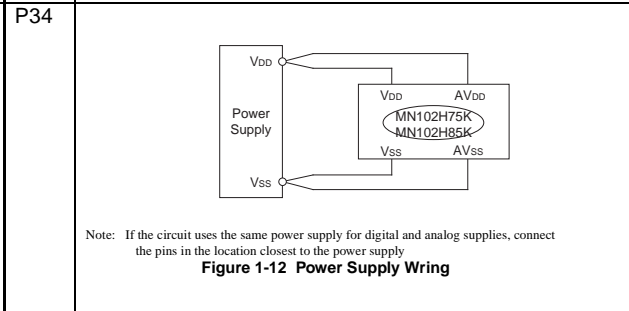 P34
VDD
VDD AVDD
Power
Supply
MN102H75K
MN102H85K
Vss AVss
Vss
Note: If the circuit uses the same power supply for digital and analog supplies, connect
the pins in the location closest to the power supply
Figure 1-12 Power Supply Wring